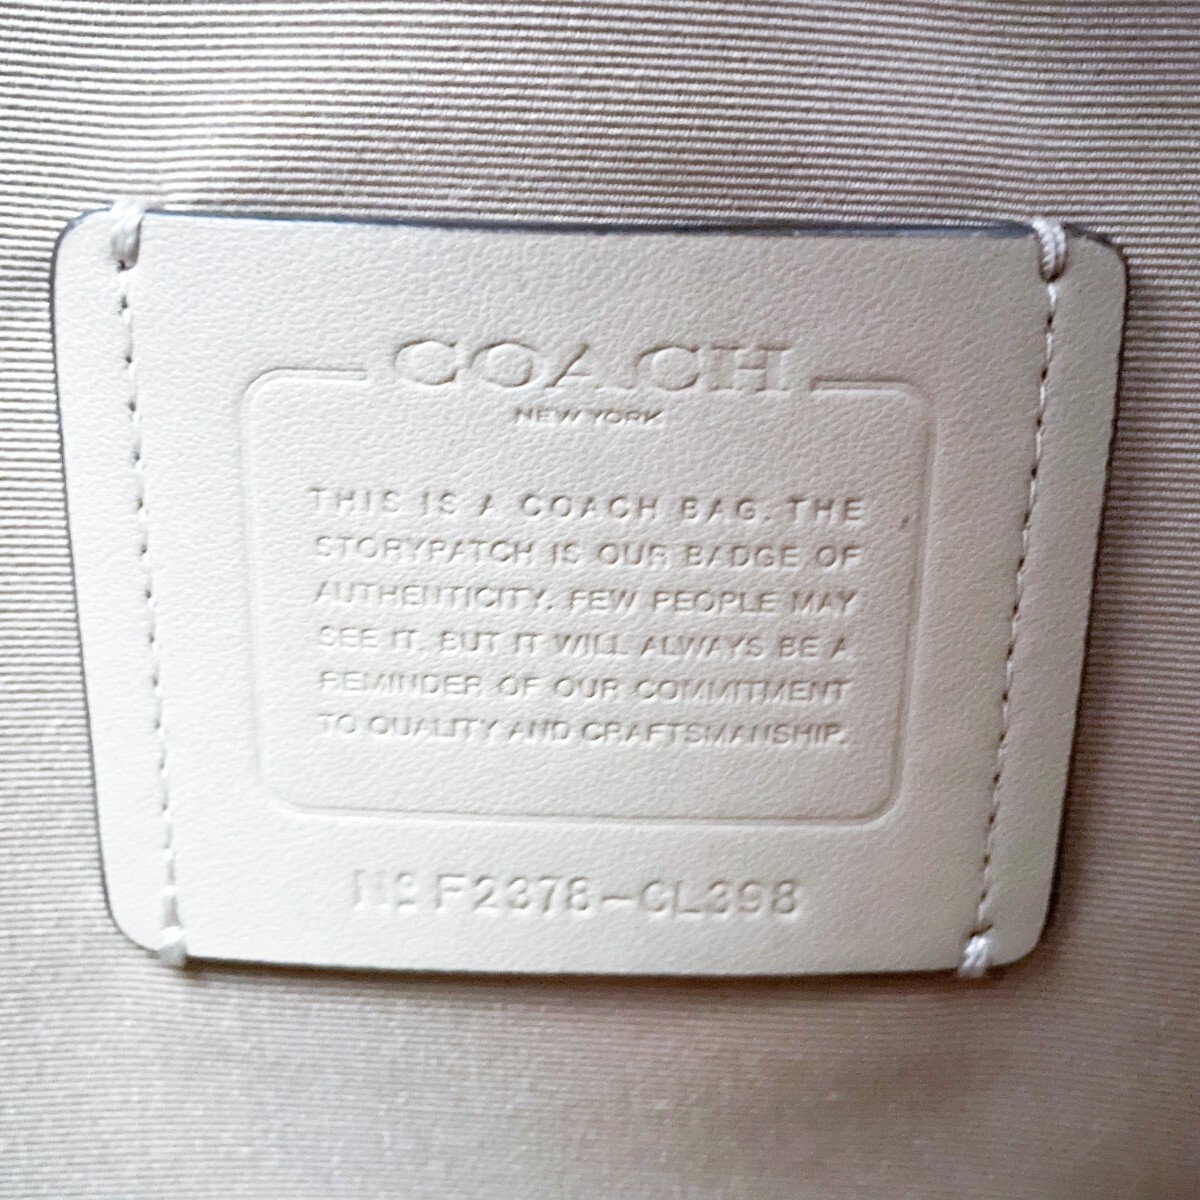 COACH
NEW YORK
THIS IS A COACH BAG. THE
STORYPATCH IS OUR BADGE OF
AUTHENTICITY. FEW PEOPLE MAY
SEE IT. BUT IT WILL ALWAYS BE A
REMINDER OF OUR COMMITMENT
TO QUALITY AND CRAFTSMANSHIP.
No F2378-CL398